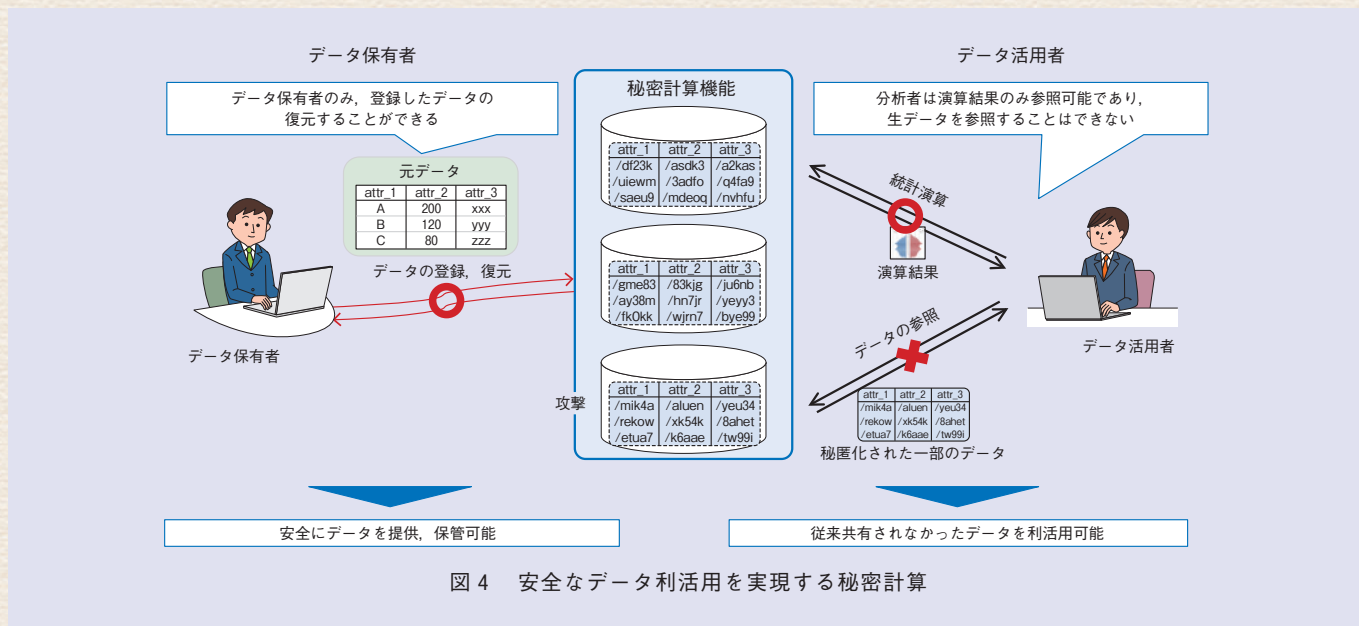 データ保有者
データ保有者のみ，登録したデータの
復元することができる
元データ
attr_1 attr_2 attr_3
A 200 xxx
B 120 yyy
C 80 zzz
データの登録，復元
データ保有者
秘密計算機能
attr_1 attr_2 attr_3
/df23k /asdk3 /a2kas
/uiewm /3adfo /q4fa9
/saeu9 /mdeoq /nvhfu
attr_1 attr_2 attr_3
/gme83 /83kjg /ju6nb
/ay38m /hn7jr /yeyy3
/fk0kk /wjrn7 /bye99
攻撃
attr_1 attr_2 attr_3
/mik4a /aluen /yeu34
/rekow /xk54k /8ahet
/etua7 /k6aae /tw99i
データ活用者
分析者は演算結果のみ参照可能であり，
生データを参照することはできない
統計演算
演算結果
データの参照
attr_1 attr_2 attr_3
/mik4a /aluen /yeu34
/rekow /xk54k /8ahet
/etua7 /k6aae /tw99i
秘匿化された一部のデータ
データ活用者
安全にデータを提供，保管可能
従来共有されなかったデータを利活用可能
図 4 安全なデータ利活用を実現する秘密計算